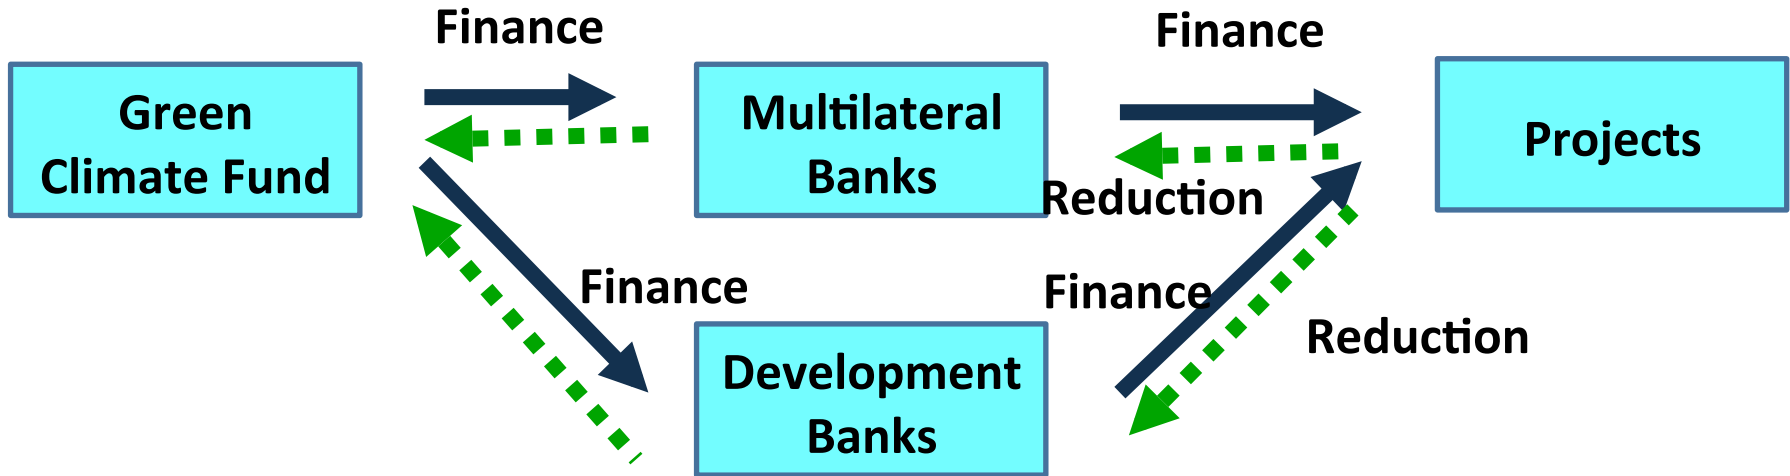 Finance
Finance
Green
Climate Fund
Multilateral
Banks
Projects
Reduction
Finance
Finance
Reduction
Development
Banks